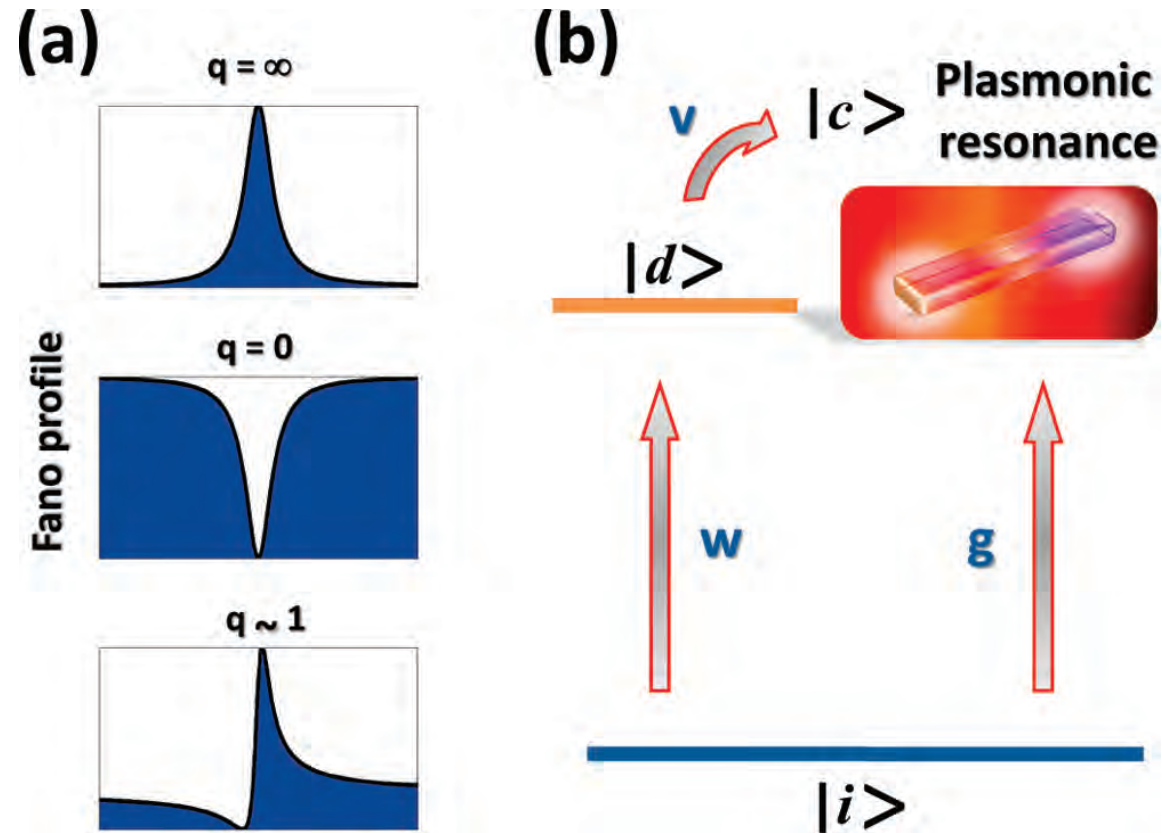 (a)
q = ∞
q = 0
q ~ 1
Fano profile
(b)
v
|c>
Plasmonic
resonance
|d>
w
g
|i>